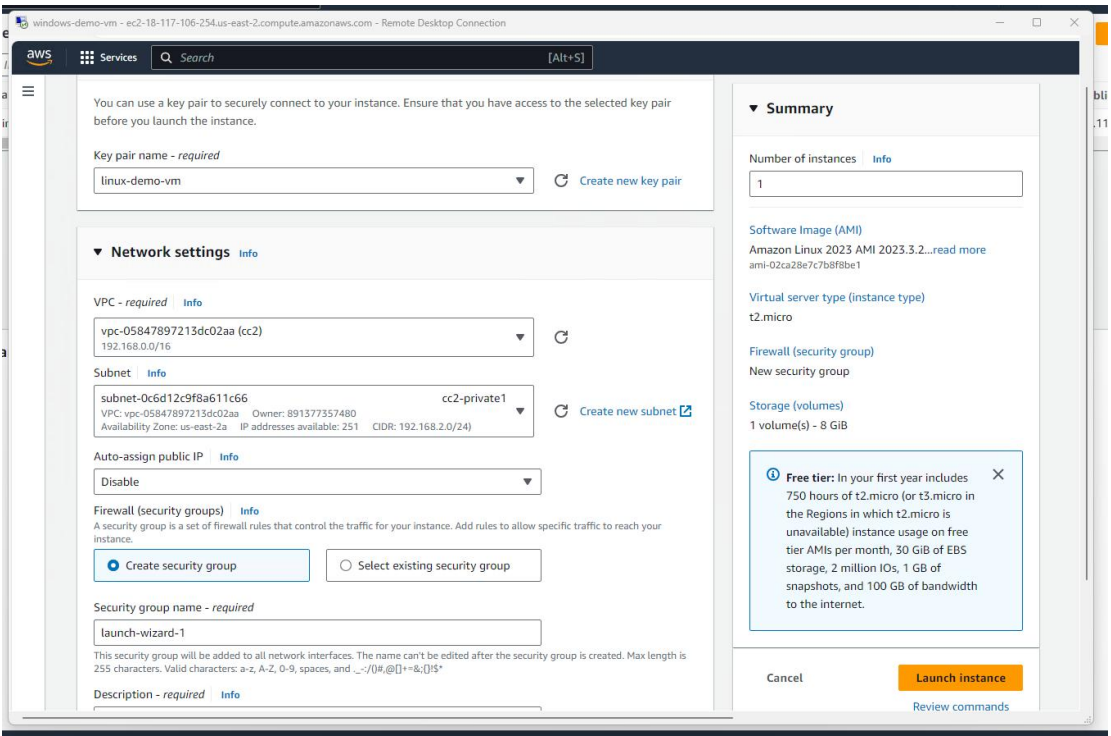 windows-demo-vm - ec2-18-117-106-254.us-east-2.compute.amazonaws.com - Remote Desktop Connection
aws
Services
Search
[Alt+S]
You can use a key pair to securely connect to your instance. Ensure that you have access to the selected key pair
before you launch the instance.
Key pair name - required
linux-demo-vm
Create new key pair
Network settings Info
VPC - required Info
vpc-05847897213dc02aa (cc2)
192.168.0.0/16
Subnet Info
subnet-0c6d12c9f8a611c66 cc2-private1
VPC: vpc-05847897213dc02aa Owner: 891377357480
Availability Zone: us-east-2a IP addresses available: 251 CIDR: 192.168.2.0/24)
Create new subnet
Auto-assign public IP Info
Disable
Firewall (security groups) Info
A security group is a set of firewall rules that control the traffic for your instance. Add rules to allow specific traffic to reach your
instance.
Create security group
Select existing security group
Security group name - required
launch-wizard-1
This security group will be added to all network interfaces. The name can't be edited after the security group is created. Max length is
255 characters. Valid characters: a-z, A-Z, 0-9, spaces, and ._-:/()#,@[]+=&;{}!$*
Description - required Info
Summary
Number of instances Info
1
Software Image (AMI)
Amazon Linux 2023 AMI 2023.3.2...read more
ami-02ca28e7c7b8f8be1
Virtual server type (instance type)
t2.micro
Firewall (security group)
New security group
Storage (volumes)
1 volume(s) - 8 GiB
Free tier: In your first year includes
750 hours of t2.micro (or t3.micro in
the Regions in which t2.micro is
unavailable) instance usage on free
tier AMIs per month, 30 GiB of EBS
storage, 2 million IOs, 1 GB of
snapshots, and 100 GB of bandwidth
to the internet.
Cancel
Launch instance
Review commands